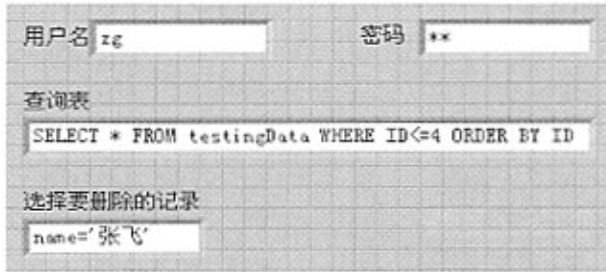 用户名 zg 密码 **
查询表
SELECT * FROM testingData WHERE ID<=4 ORDER BY ID
选择要删除的记录
name='张飞'